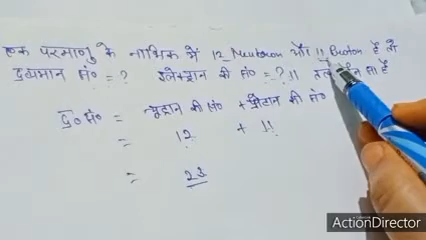 एक परमाणु के नाभिक में 12 Neutron और 11 Proton है तो
द्रव्यमान सं० = ? इलेक्ट्रान की सं० = ? 11 है
द्र० सं० = न्यूट्रान की सं० + प्रोटान की सं०
= 12 + 11
= 23
ActionDirector